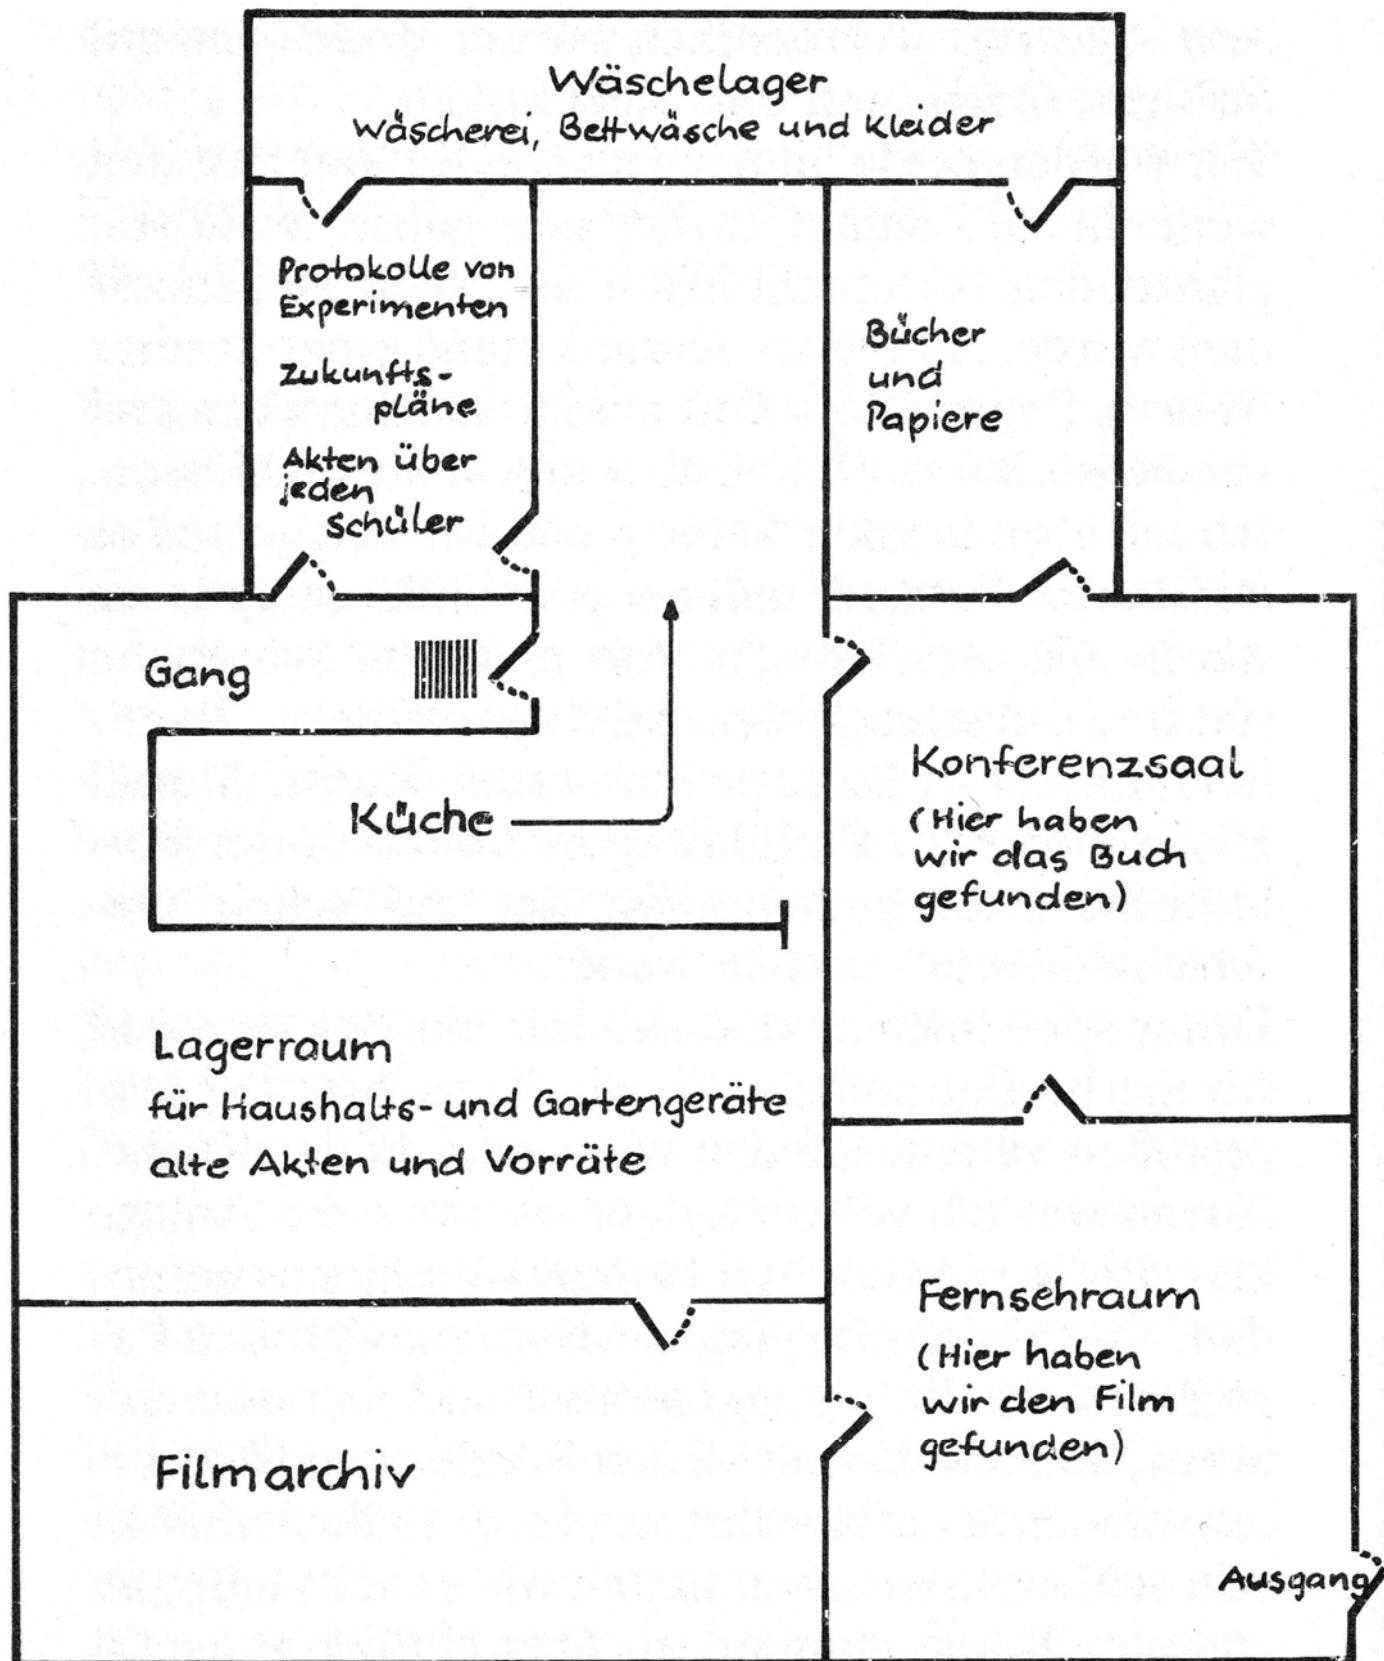 Wäschelager
Wäscherei, Bettwäsche und Kleider
Protokolle von
Experimenten
Zukunfts-
pläne
Akten über
jeden
Schüler
Bücher
und
Papiere
Gang
Küche
Konferenzsaal
(Hier haben
wir das Buch
gefunden)
Lagerraum
für Haushalts- und Gartengeräte
alte Akten und Vorräte
Fernsehraum
(Hier haben
wir den Film
gefunden)
Filmarchiv
Ausgang